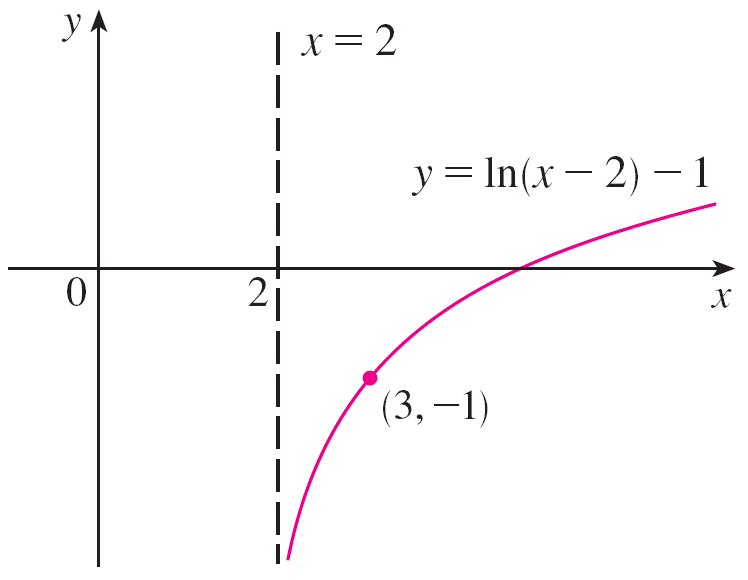 y
x = 2
y = ln(x − 2) − 1
0
2
x
(3, −1)